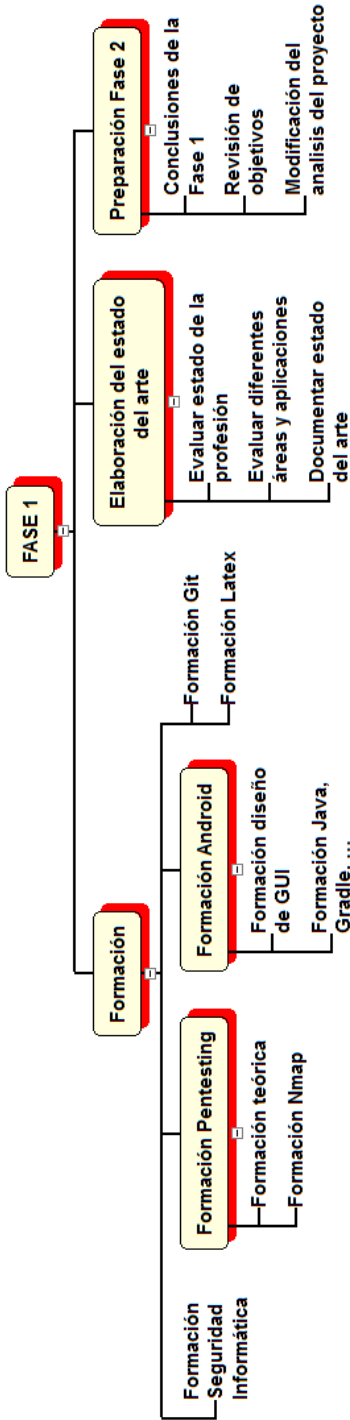 FASE 1
Formación
Formación
Seguridad
Informática
Formación Pentesting
Formación teórica
Formación Nmap
Formación Android
Formación diseño
de GUI
Formación Java,
Gradle, ...
Formación Git
Formación Latex
Elaboración del estado
del arte
Evaluar estado de la
profesión
Evaluar diferentes
áreas y aplicaciones
Documentar estado
del arte
Preparación Fase 2
Conclusiones de la
Fase 1
Revisión de
objetivos
Modificación del
analisis del proyecto